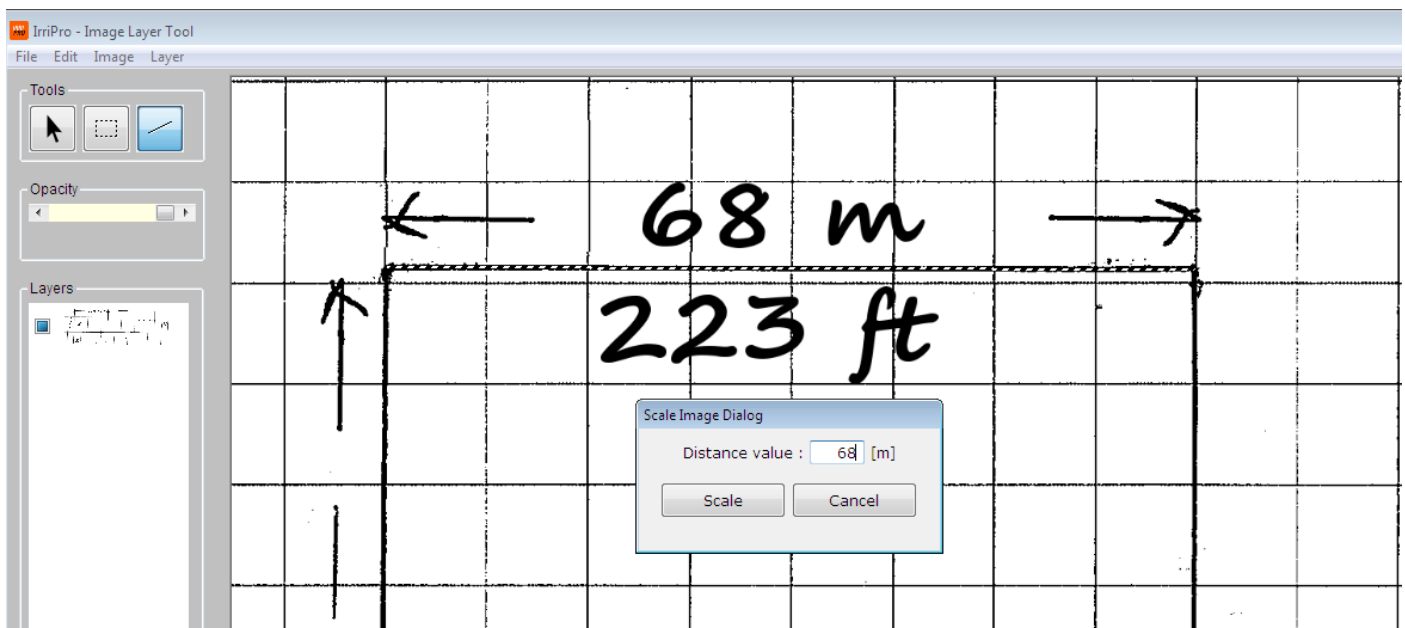 IrriPro - Image Layer Tool
File Edit Image Layer
Tools
Opacity
Layers
68 m
223 ft
Scale Image Dialog
Distance value : 68 [m]
Scale Cancel